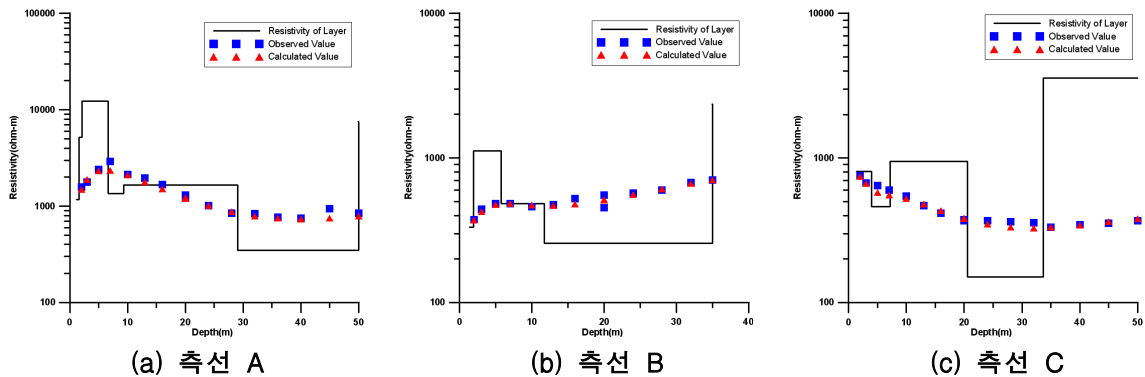 100000
10000
1000
100
Resistivity(ohm-m)
Resistivity of Layer
Observed Value
Calculated Value
0 10 20 30 40 50
Depth(m)
(a) 측선 A
10000
1000
100
Resistivity(ohm-m)
Resistivity of Layer
Observed Value
Calculated Value
0 10 20 30 40
Depth(m)
(b) 측선 B
10000
1000
100
Resistivity(ohm-m)
Resistivity of Layer
Observed Value
Calculated Value
0 10 20 30 40 50
Depth(m)
(c) 측선 C